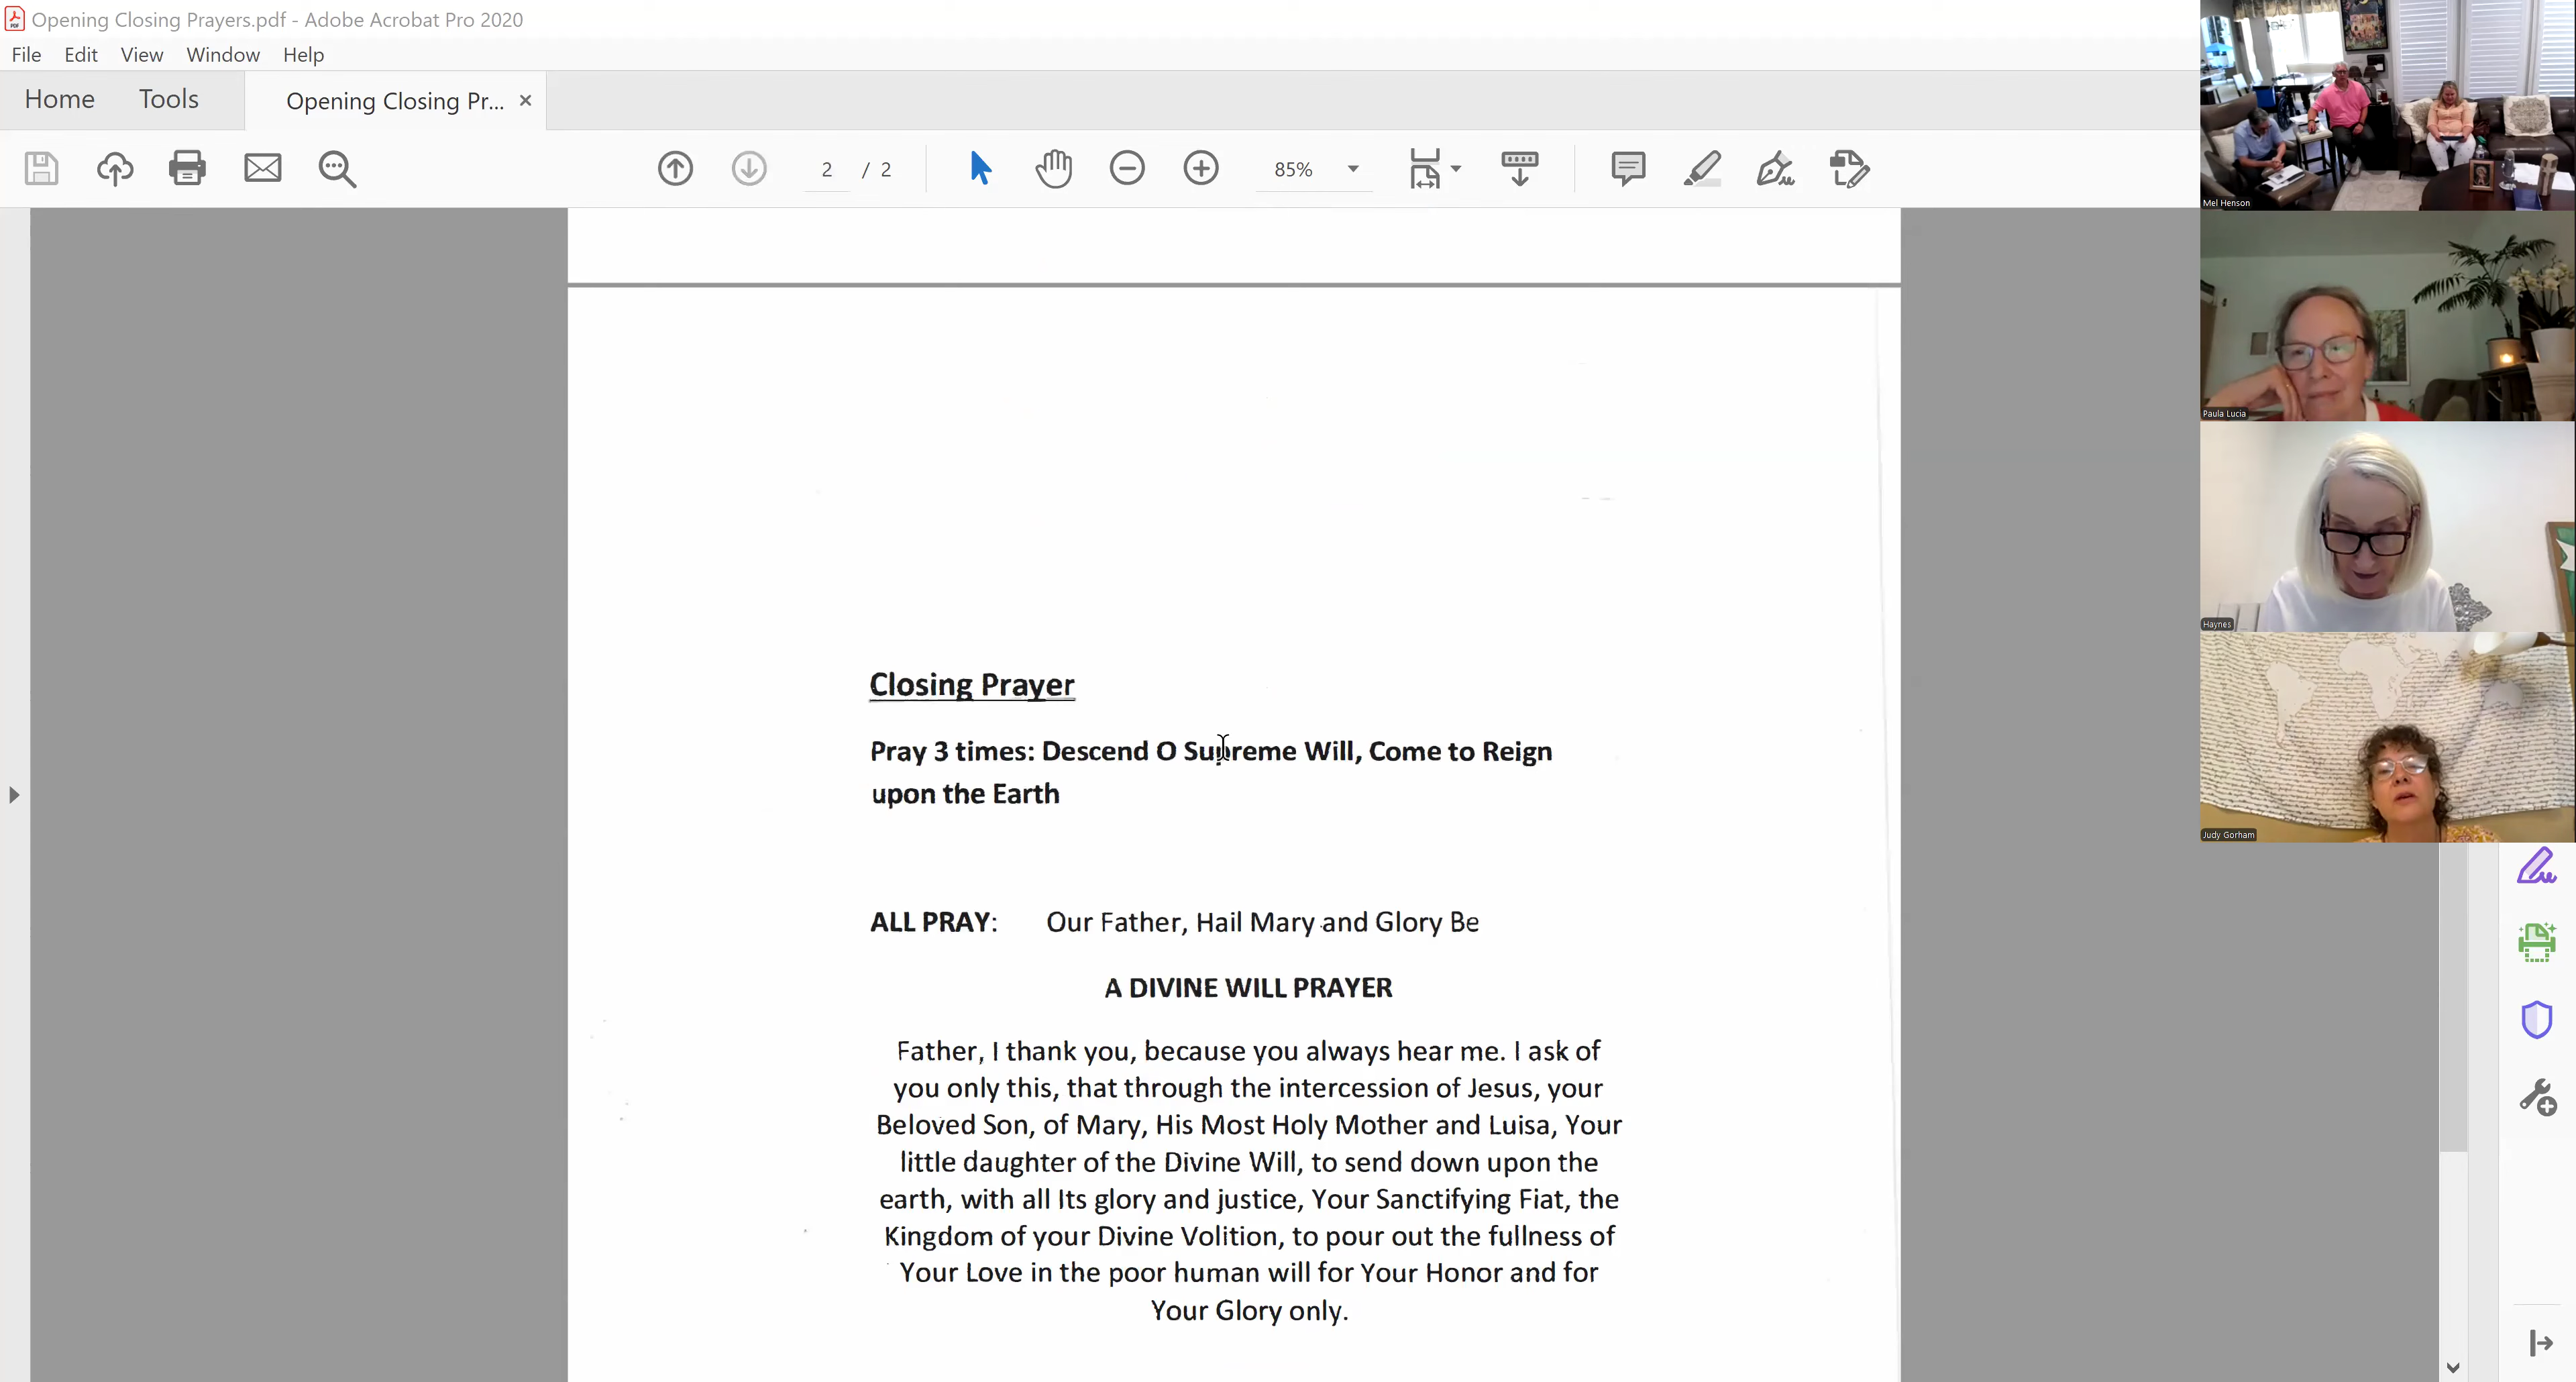 Opening Closing Prayers.pdf - Adobe Acrobat Pro 2020
File Edit View Window Help
Home Tools Opening Closing Pr... ×
2 / 2 85%
Mel Henson
Paula Lucia
Haynes
Judy Gorham
Closing Prayer
Pray 3 times: Descend O Supreme Will, Come to Reign
upon the Earth
ALL PRAY: Our Father, Hail Mary and Glory Be
A DIVINE WILL PRAYER
Father, I thank you, because you always hear me. I ask of
you only this, that through the intercession of Jesus, your
Beloved Son, of Mary, His Most Holy Mother and Luisa, Your
little daughter of the Divine Will, to send down upon the
earth, with all Its glory and justice, Your Sanctifying Fiat, the
Kingdom of your Divine Volition, to pour out the fullness of
Your Love in the poor human will for Your Honor and for
Your Glory only.